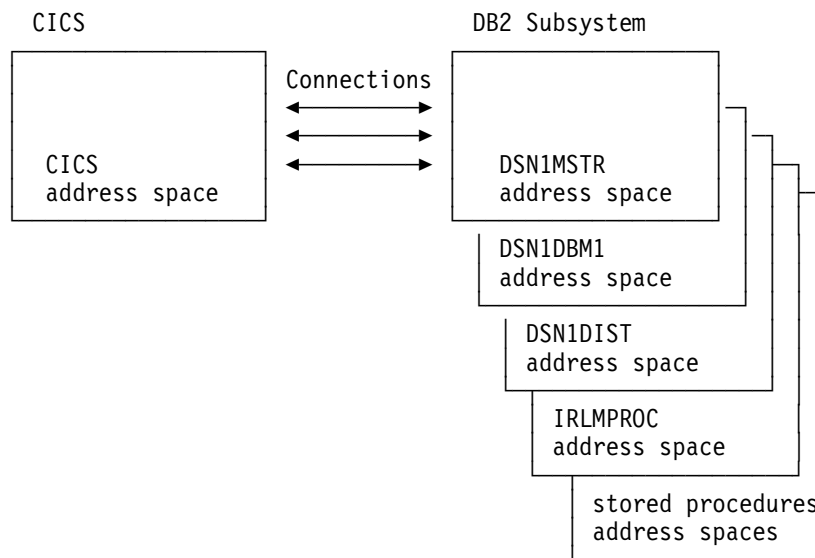 CICS
DB2 Subsystem
Connections
CICS
address space
DSN1MSTR
address space
DSN1DBM1
address space
DSN1DIST
address space
IRLMPROC
address space
stored procedures
address spaces